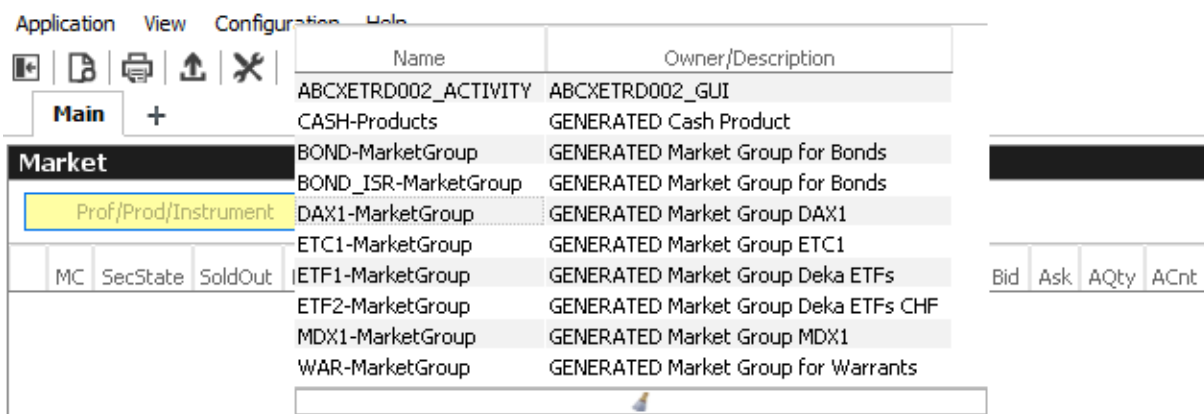 Application View Configuration Help
Main +
Market
Prof/Prod/Instrument
MC SecState SoldOut Bid Ask AQty ACnt
Name Owner/Description
ABCXETRD002_ACTIVITY ABCXETRD002_GUI
CASH-Products GENERATED Cash Product
BOND-MarketGroup GENERATED Market Group for Bonds
BOND_ISR-MarketGroup GENERATED Market Group for Bonds
DAX1-MarketGroup GENERATED Market Group DAX1
ETC1-MarketGroup GENERATED Market Group ETC1
ETF1-MarketGroup GENERATED Market Group Deka ETFs
ETF2-MarketGroup GENERATED Market Group Deka ETFs CHF
MDX1-MarketGroup GENERATED Market Group MDX1
WAR-MarketGroup GENERATED Market Group for Warrants